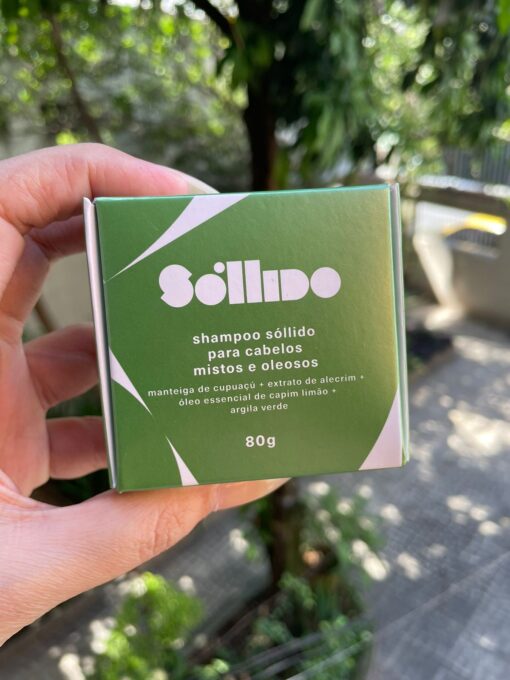 Sóllido
shampoo sóllido
para cabelos
mistos e oleosos
manteiga de cupuaçú + extrato de alecrim +
óleo essencial de capim limão +
argila verde
80g